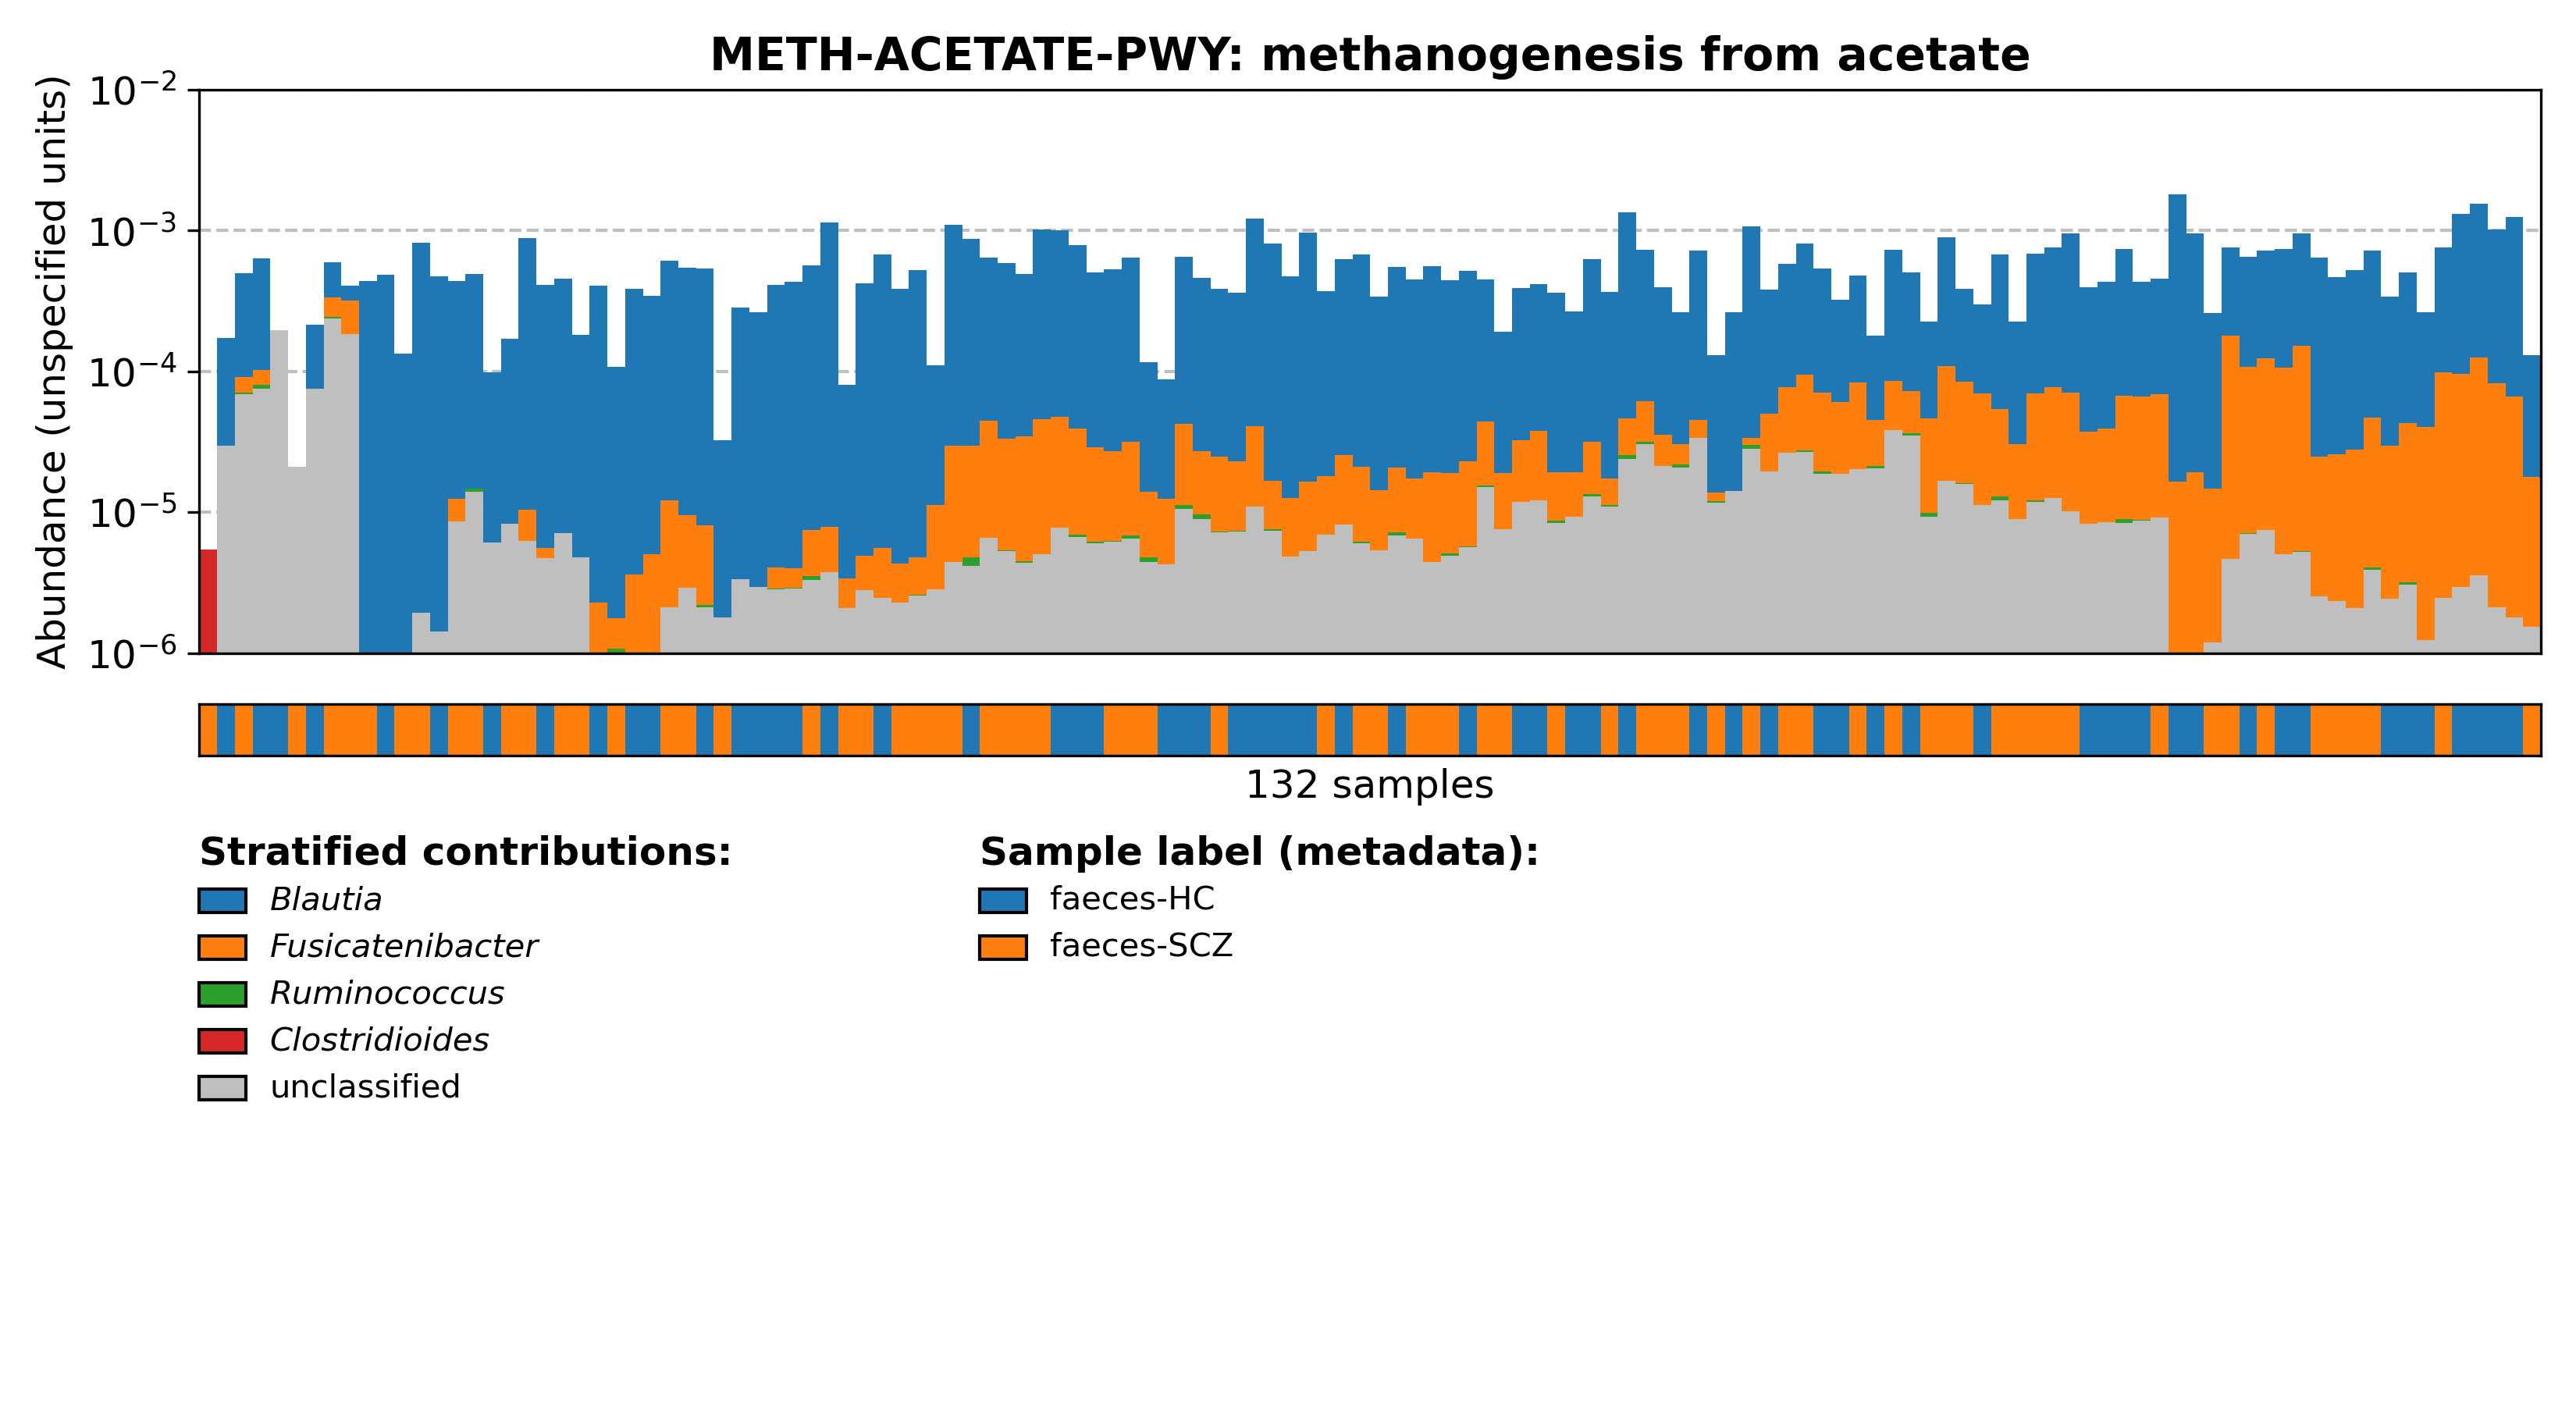 METH-ACETATE-PWY: methanogenesis from acetate
Abundance (unspecified units)
10⁻²
10⁻³
10⁻⁴
10⁻⁵
10⁻⁶
132 samples
Stratified contributions:
Blautia
Fusicatenibacter
Ruminococcus
Clostridioides
unclassified
Sample label (metadata):
faeces-HC
faeces-SCZ